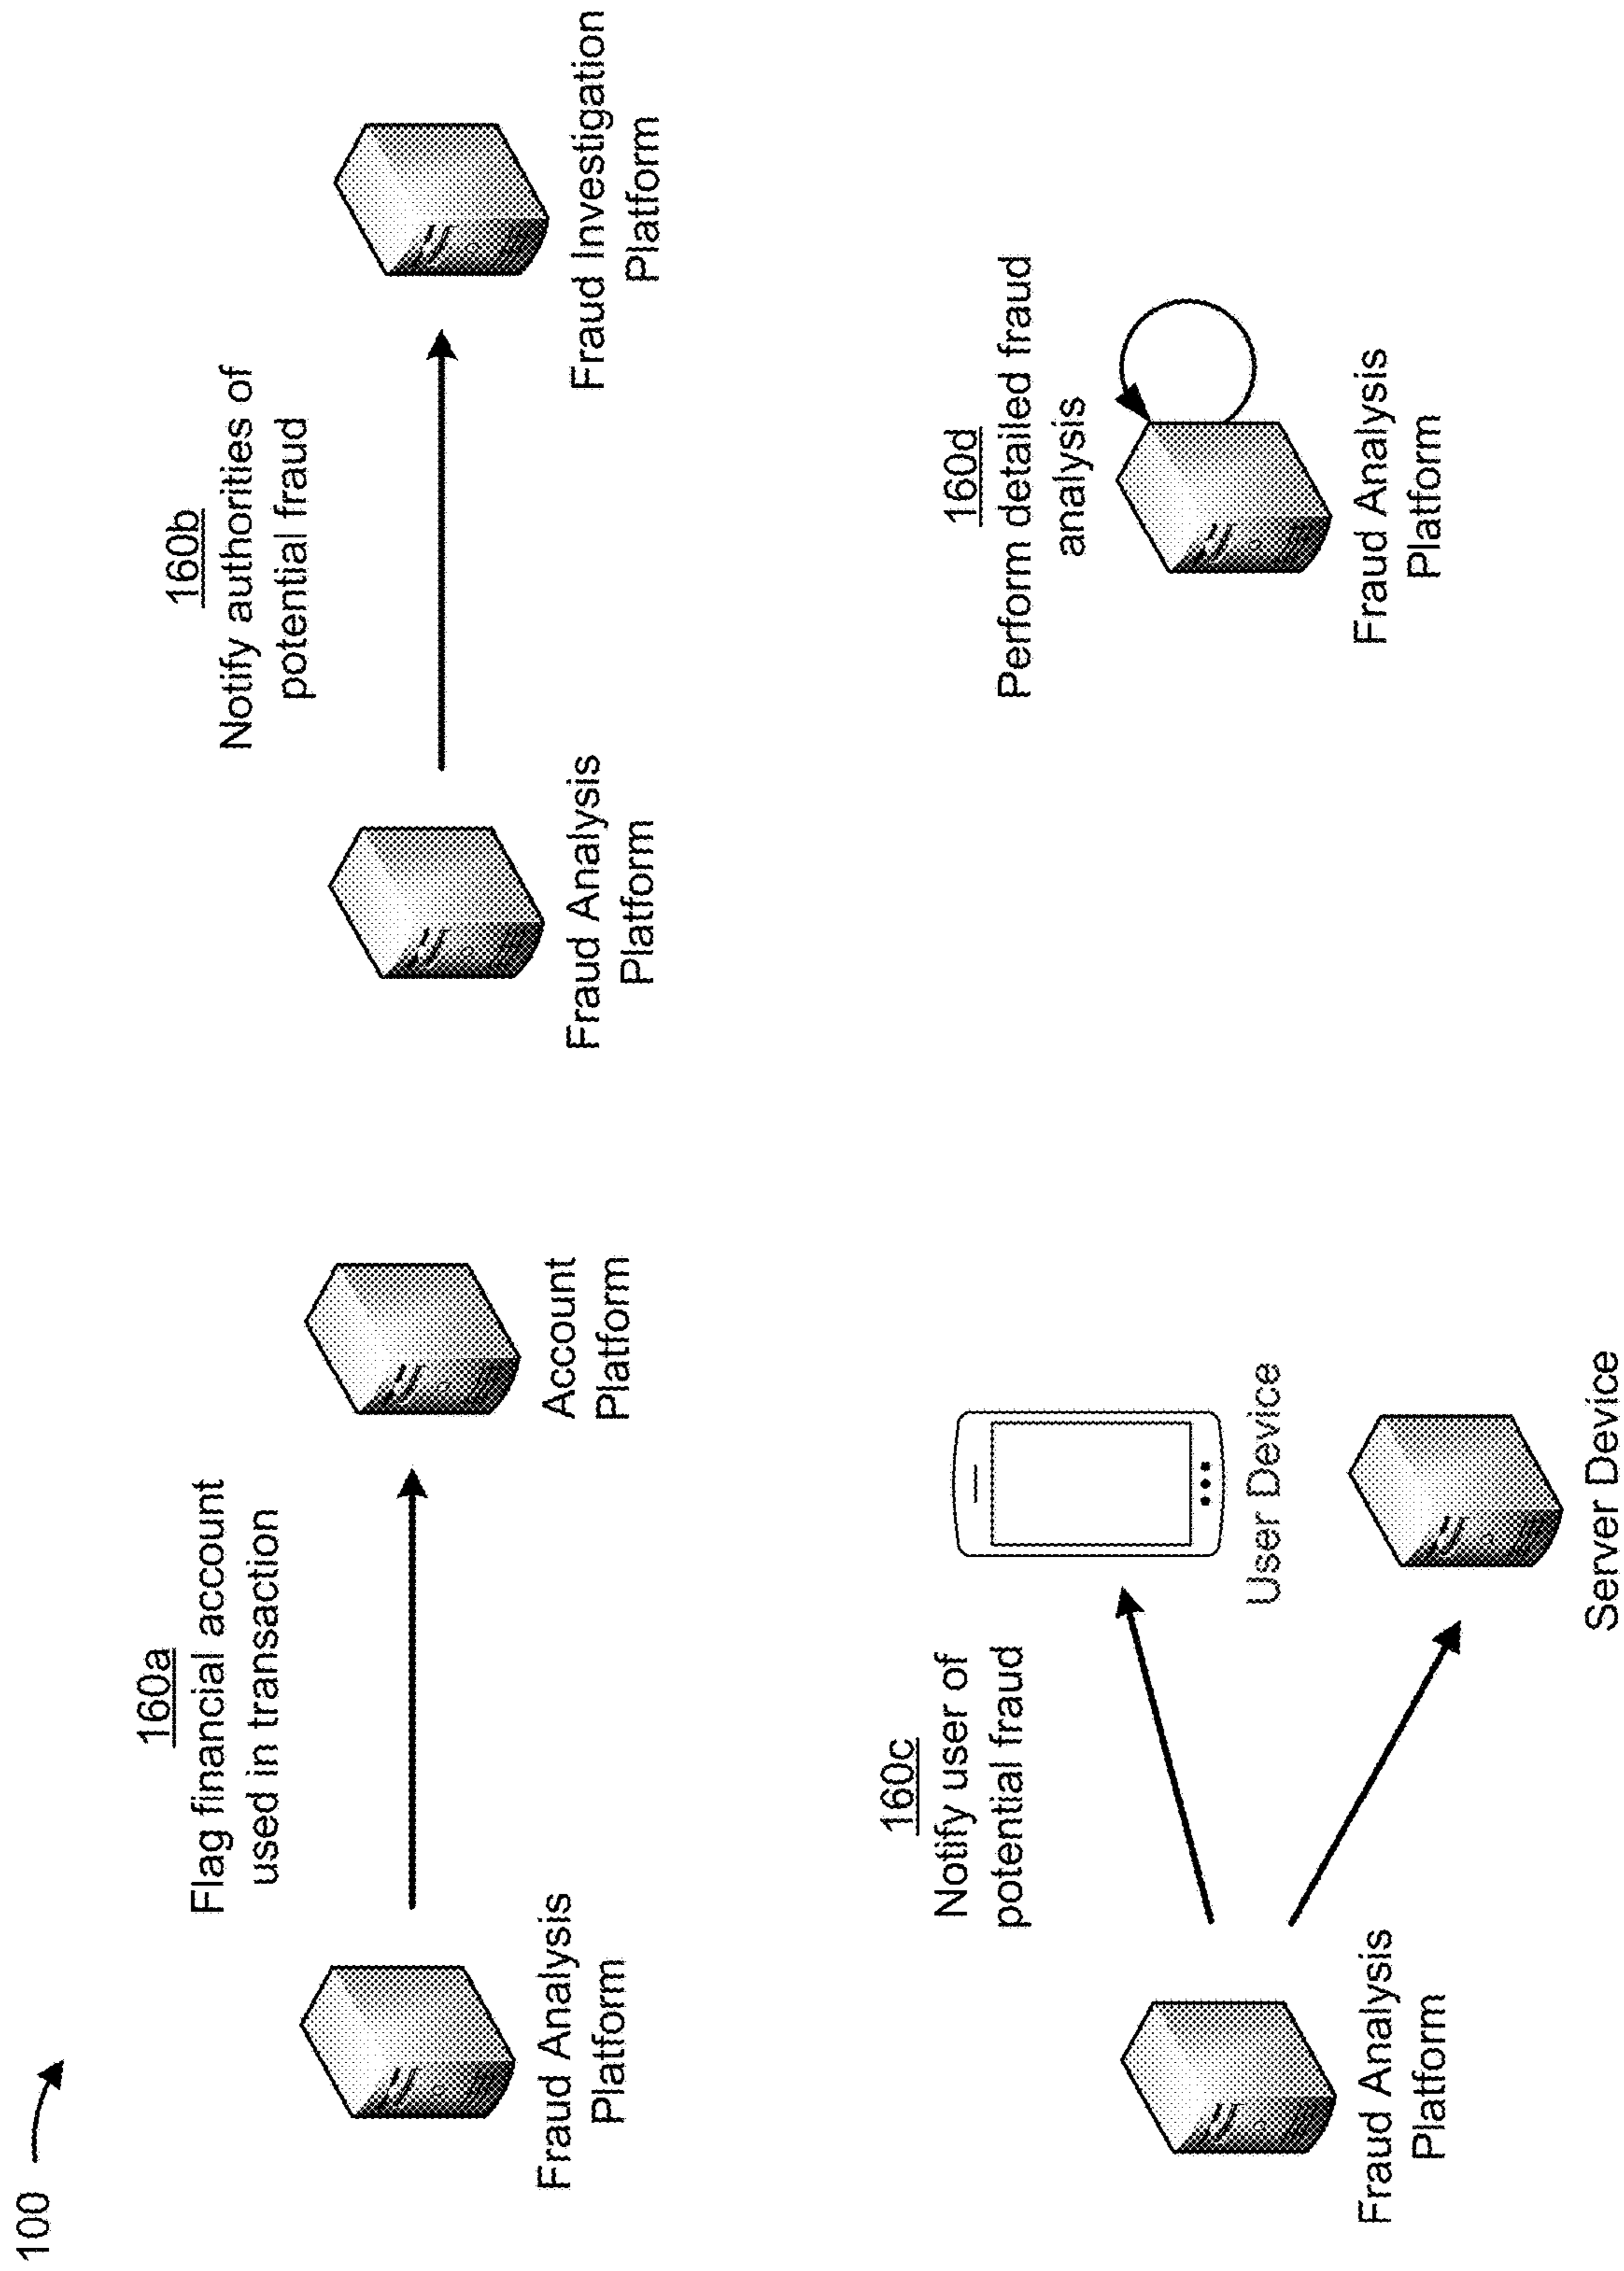 100
160a
Flag financial account
used in transaction
Fraud Analysis
Platform
Account
Platform
160b
Notify authorities of
potential fraud
Fraud Analysis
Platform
Fraud Investigation
Platform
160c
Notify user of
potential fraud
Fraud Analysis
Platform
User Device
Server Device
160d
Perform detailed fraud
analysis
Fraud Analysis
Platform